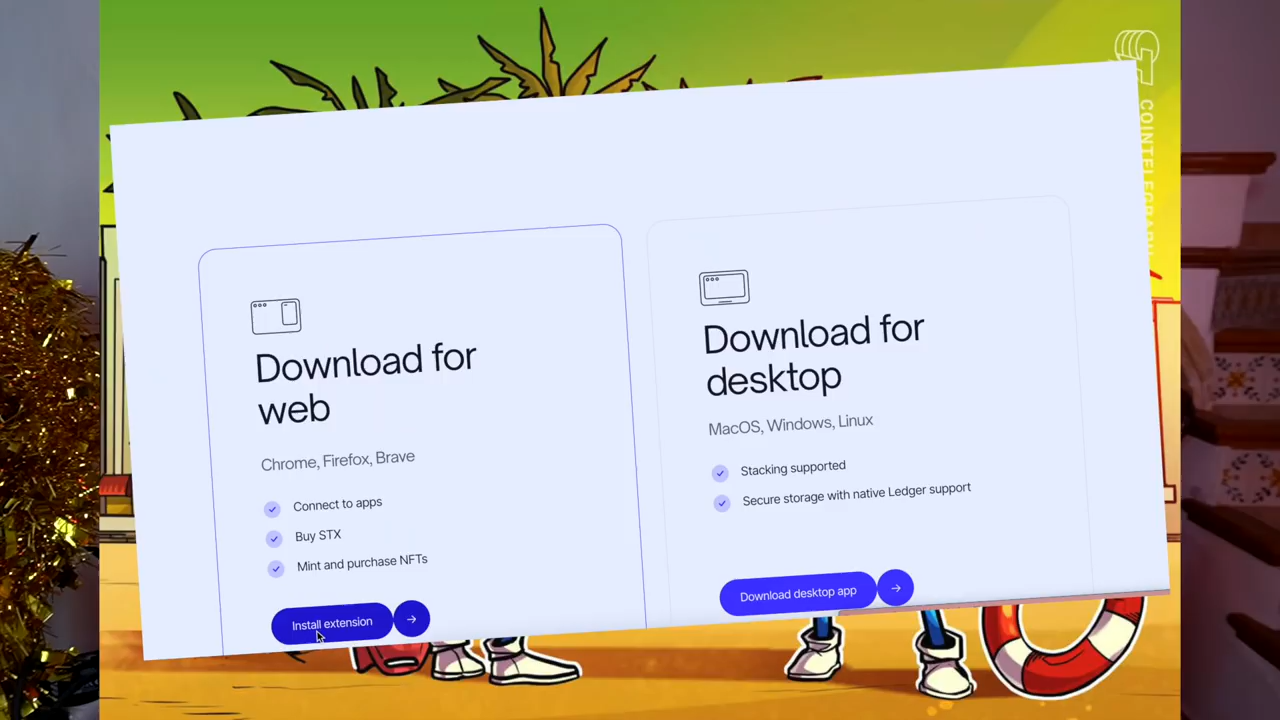 Download for
web
Chrome, Firefox, Brave
Connect to apps
Buy STX
Mint and purchase NFTs
Install extension
Download for
desktop
MacOS, Windows, Linux
Stacking supported
Secure storage with native Ledger support
Download desktop app
COINTELEGRAPH